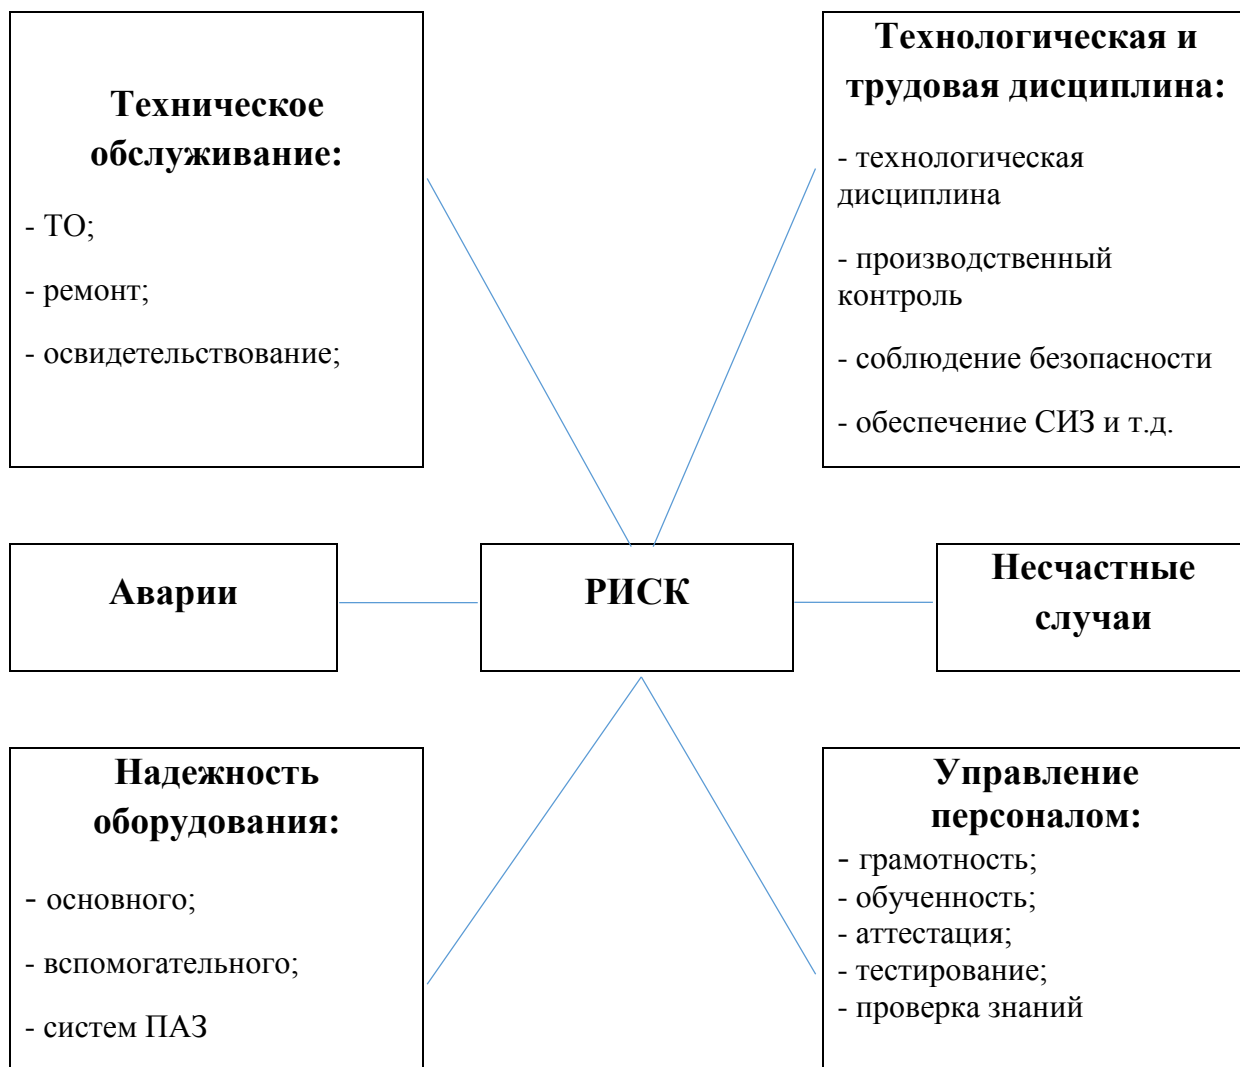 Техническое
обслуживание:
- ТО;
- ремонт;
- освидетельствование;
Технологическая и
трудовая дисциплина:
- технологическая
дисциплина
- производственный
контроль
- соблюдение безопасности
- обеспечение СИЗ и т.д.
Аварии
РИСК
Несчастные
случаи
Надежность
оборудования:
- основного;
- вспомогательного;
- систем ПАЗ
Управление
персоналом:
- грамотность;
- обученность;
- аттестация;
- тестирование;
- проверка знаний